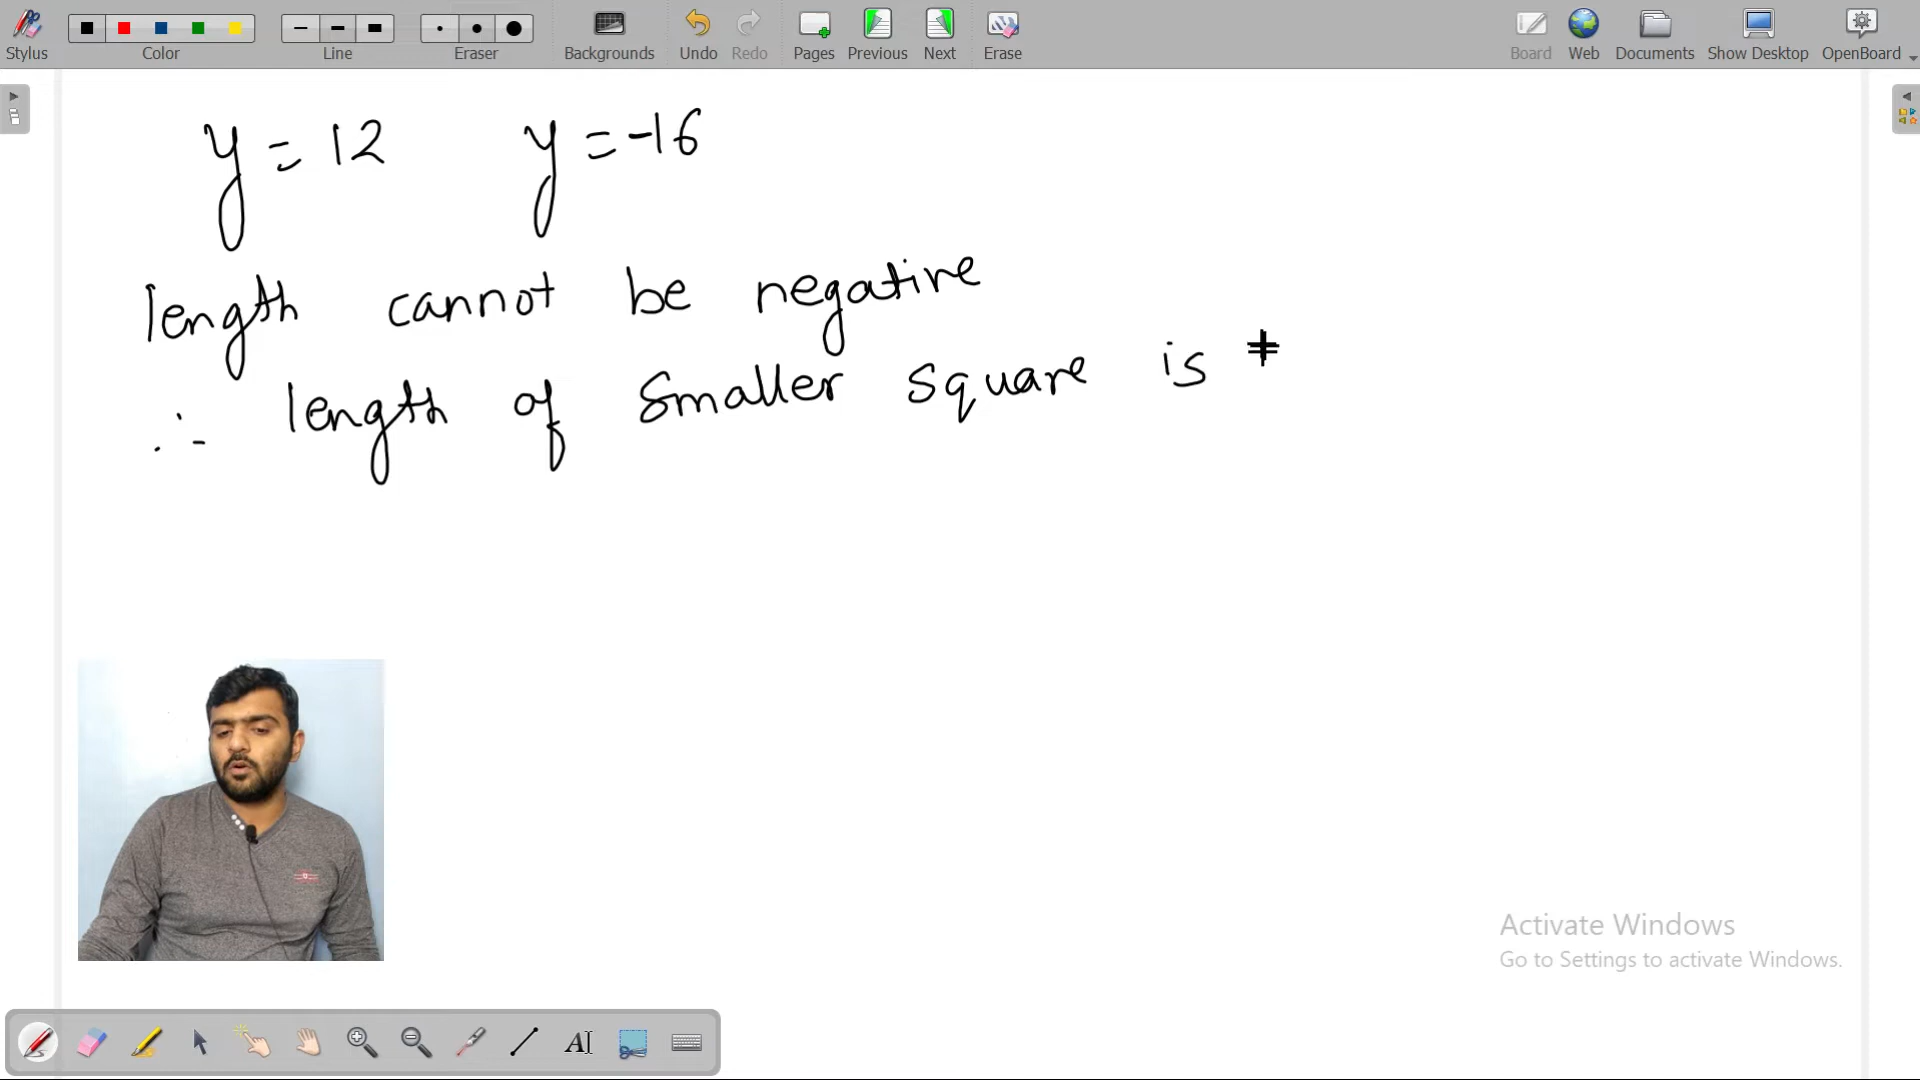 Stylus Color Line Eraser Backgrounds Undo Redo Pages Previous Next Erase Board Web Documents Show Desktop OpenBoard
y = 12 y = -16
length cannot be negative
∴ length of smaller square is
Activate Windows
Go to Settings to activate Windows.